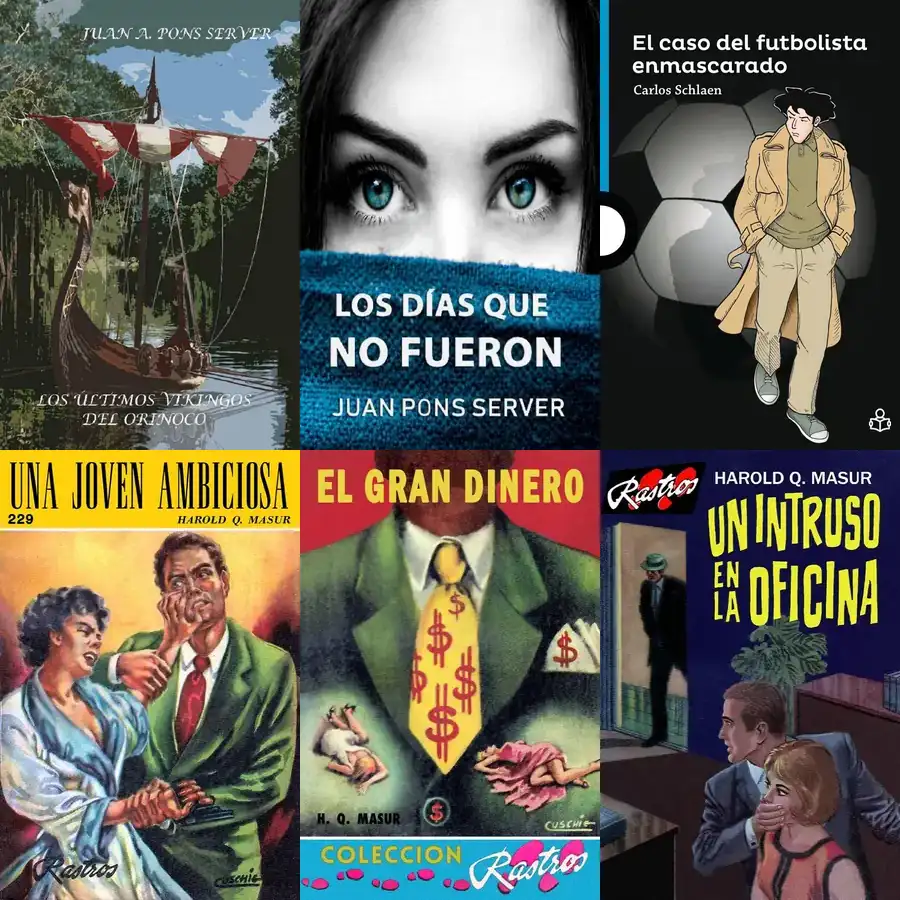 JUAN A. PONS SERVER
LOS ÚLTIMOS VIKINGOS
DEL ORINOCO
LOS DÍAS QUE
NO FUERON
JUAN PONS SERVER
El caso del futbolista
enmascarado
Carlos Schlaen
UNA JOVEN AMBICIOSA
229
HAROLD Q. MASUR
Rastros
CUSCHIE
EL GRAN DINERO
$
$
$
$
$
$
$
H. Q. MASUR
$
CUSCHIE
COLECCION
Rastros
Rastros
HAROLD Q. MASUR
UN INTRUSO
EN
LA OFICINA